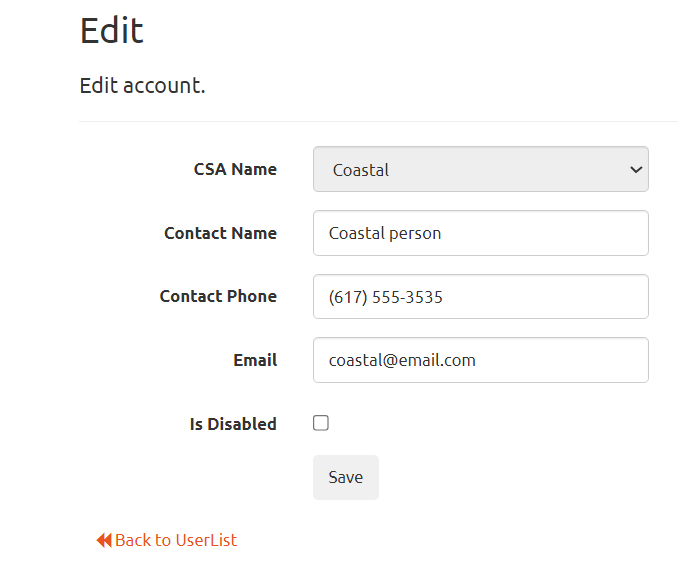 Edit
Edit account.
CSA Name Coastal
Contact Name Coastal person
Contact Phone (617) 555-3535
Email coastal@email.com
Is Disabled
Save
Back to UserList